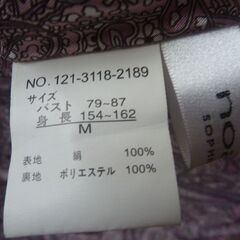 NO. 121-3118-2189
サイズ
バスト 79~87
身長 154~162
M
表地 絹 100%
裏地 ポリエステル 100%